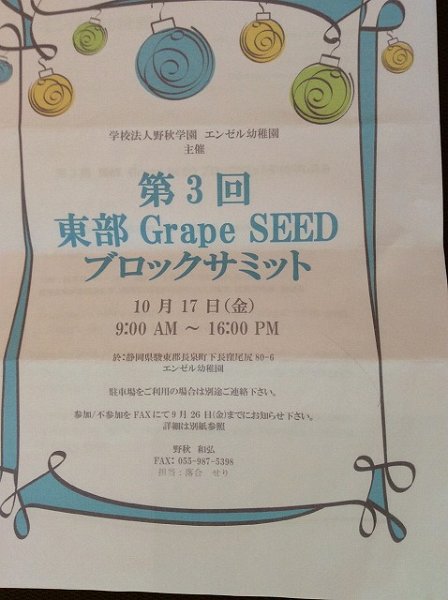 学校法人野秋学園 エンゼル幼稚園
主催
第3回
東部 Grape SEED
ブロックサミット
10月17日(金)
9:00 AM ～ 16:00 PM
於:静岡県駿東郡長泉町下長窪尾尻80-6
エンゼル幼稚園
駐車場をご利用の場合は別途ご連絡下さい。
参加/不参加をFAXにて9月26日(金)までにお知らせ下さい。
詳細は別紙参照
野秋 和弘
FAX: 055-987-5398
担当:落合 せり